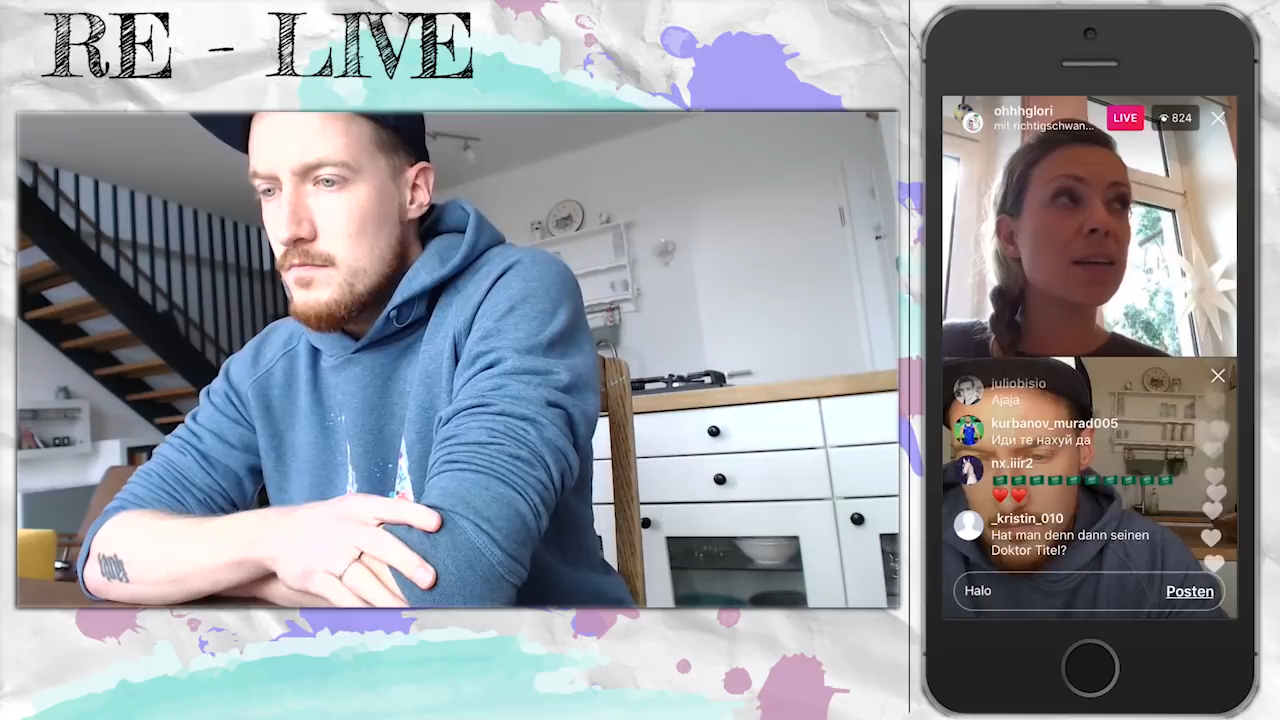 RE - LIVE
ohhhglori
mit richtigschwan...
LIVE
824
juliobisio
Ajaja
kurbanov_murad005
Иди те нахуй да
nx.iiir2
_kristin_010
Hat man denn dann seinen
Doktor Titel?
Halo
Posten